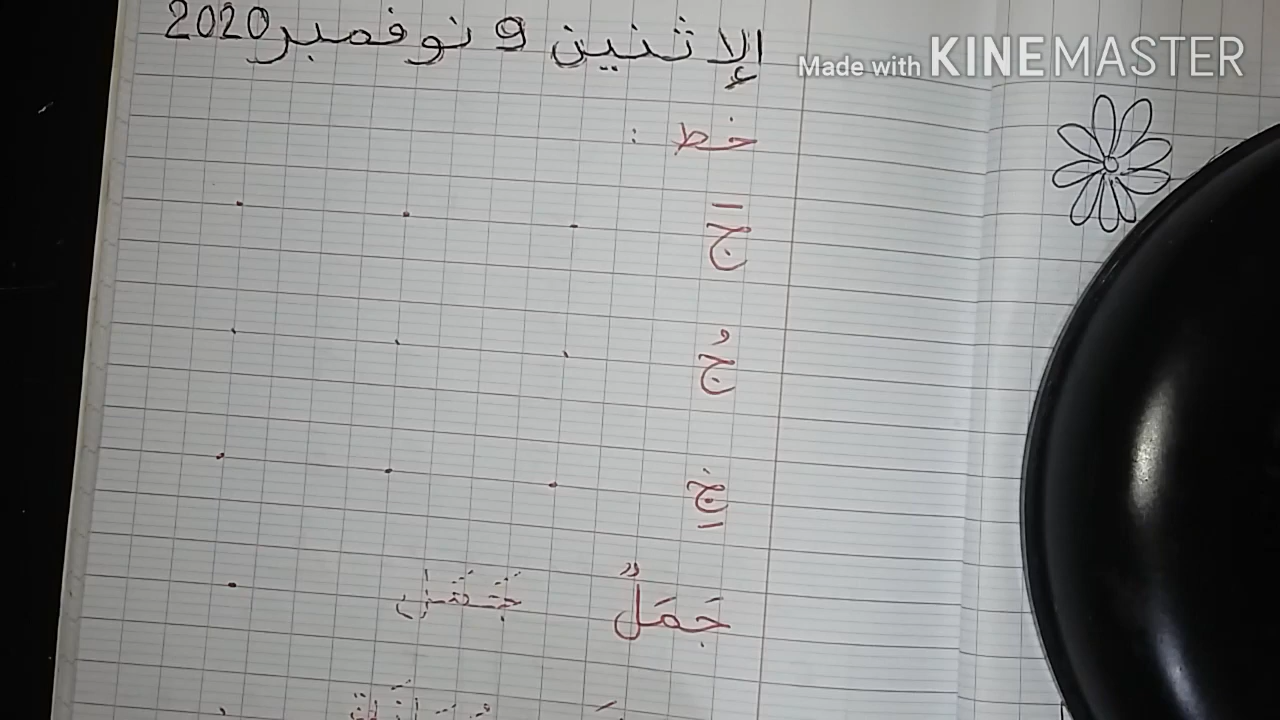 الإثنين 9 نوفمبر 2020
Made with KINEMASTER
خط :
جَ
جُ
جِ
جَمَلٌ جَمَل